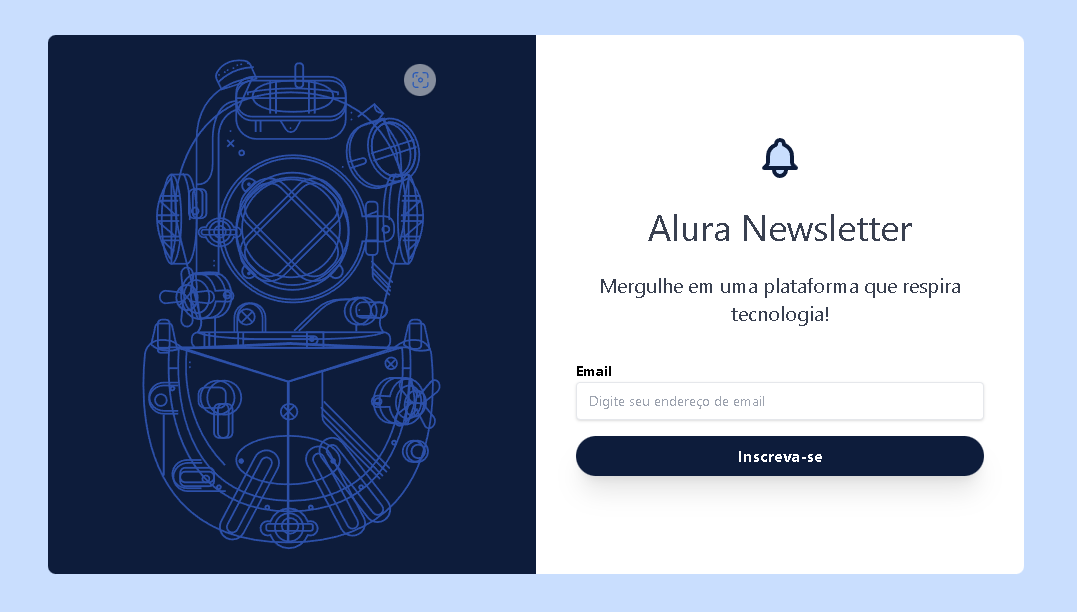 Alura Newsletter
Mergulhe em uma plataforma que respira
tecnologia!
Email
Digite seu endereço de email
Inscreva-se